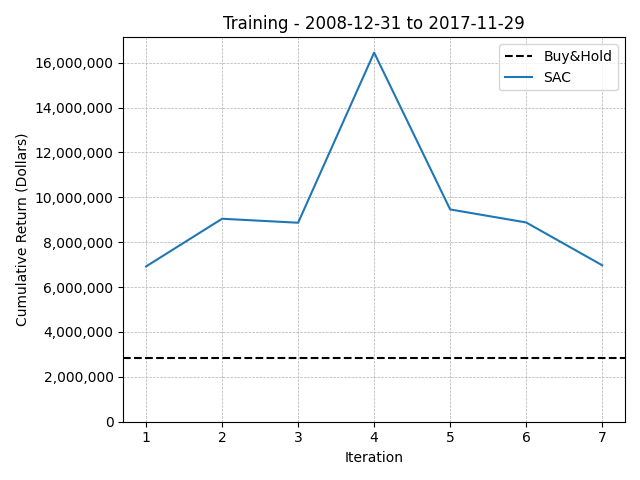 Training - 2008-12-31 to 2017-11-29
Buy&Hold
SAC
Cumulative Return (Dollars)
16,000,000
14,000,000
12,000,000
10,000,000
8,000,000
6,000,000
4,000,000
2,000,000
0
1 2 3 4 5 6 7
Iteration